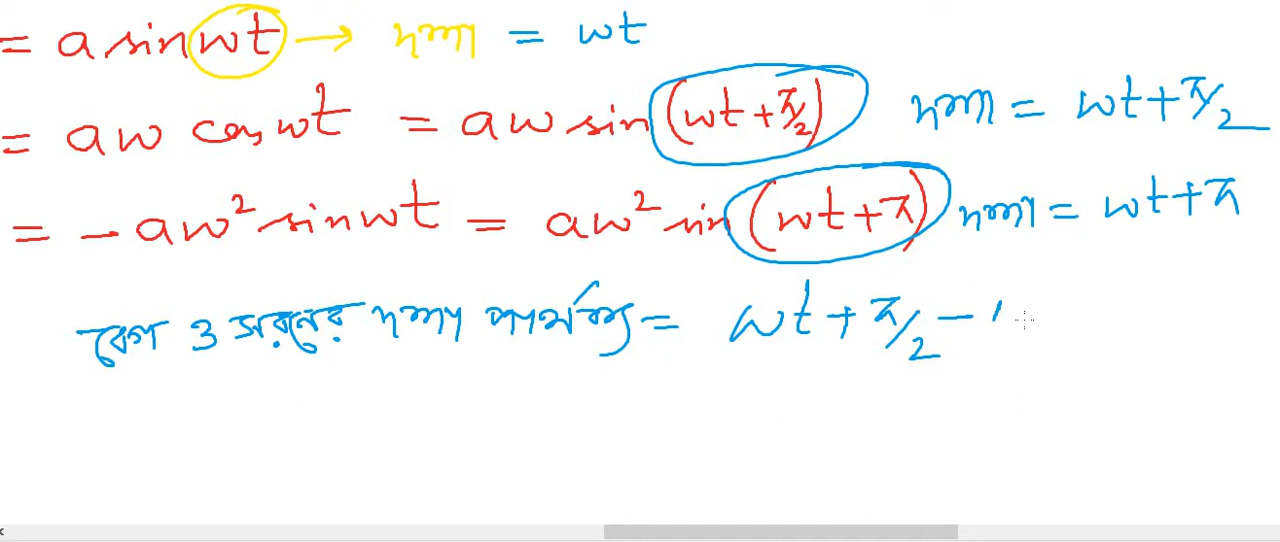 = a sin ωt → দশা = ωt
= aω cos ωt = aω sin (ωt + π/2) দশা = ωt + π/2
= - aω² sin ωt = aω² sin (ωt + π) দশা = ωt + π
বেগ ও সরনের দশা পার্থক্য = ωt + π/2 -